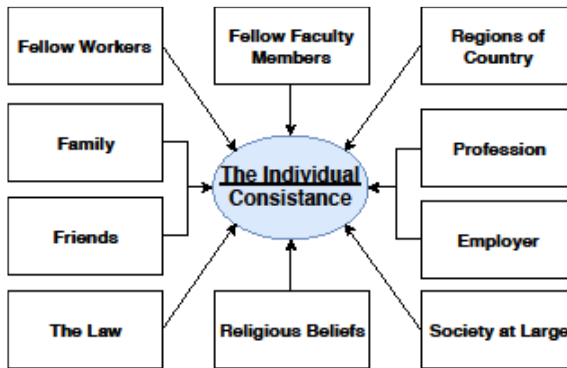 Fellow Workers
Fellow Faculty
Members
Regions of
Country
Family
The Individual
Consistance
Profession
Friends
Employer
The Law
Religious Beliefs
Society at Large